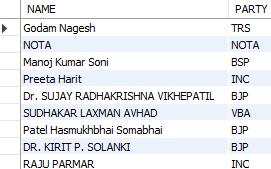 NAME PARTY
Godam Nagesh TRS
NOTA NOTA
Manoj Kumar Soni BSP
Preeta Harit INC
Dr. SUJAY RADHAKRISHNA VIKHEPATIL BJP
SUDHAKAR LAXMAN AVHAD VBA
Patel Hasmukhbhai Somabhai BJP
DR. KIRIT P. SOLANKI BJP
RAJU PARMAR INC